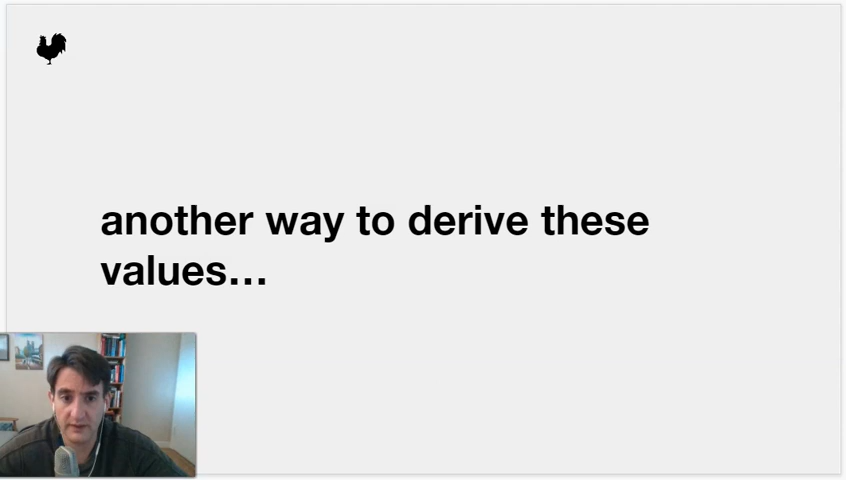 another way to derive these
values…